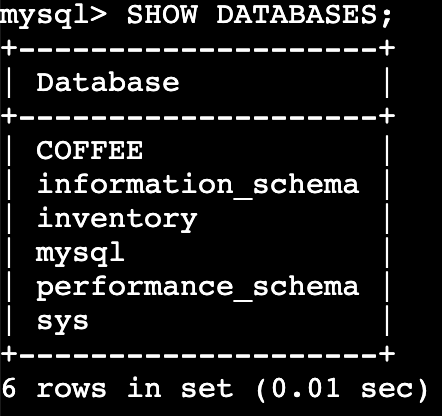 mysql> SHOW DATABASES;
+--------------------+
| Database           |
+--------------------+
| COFFEE             |
| information_schema |
| inventory          |
| mysql              |
| performance_schema |
| sys                |
+--------------------+
6 rows in set (0.01 sec)